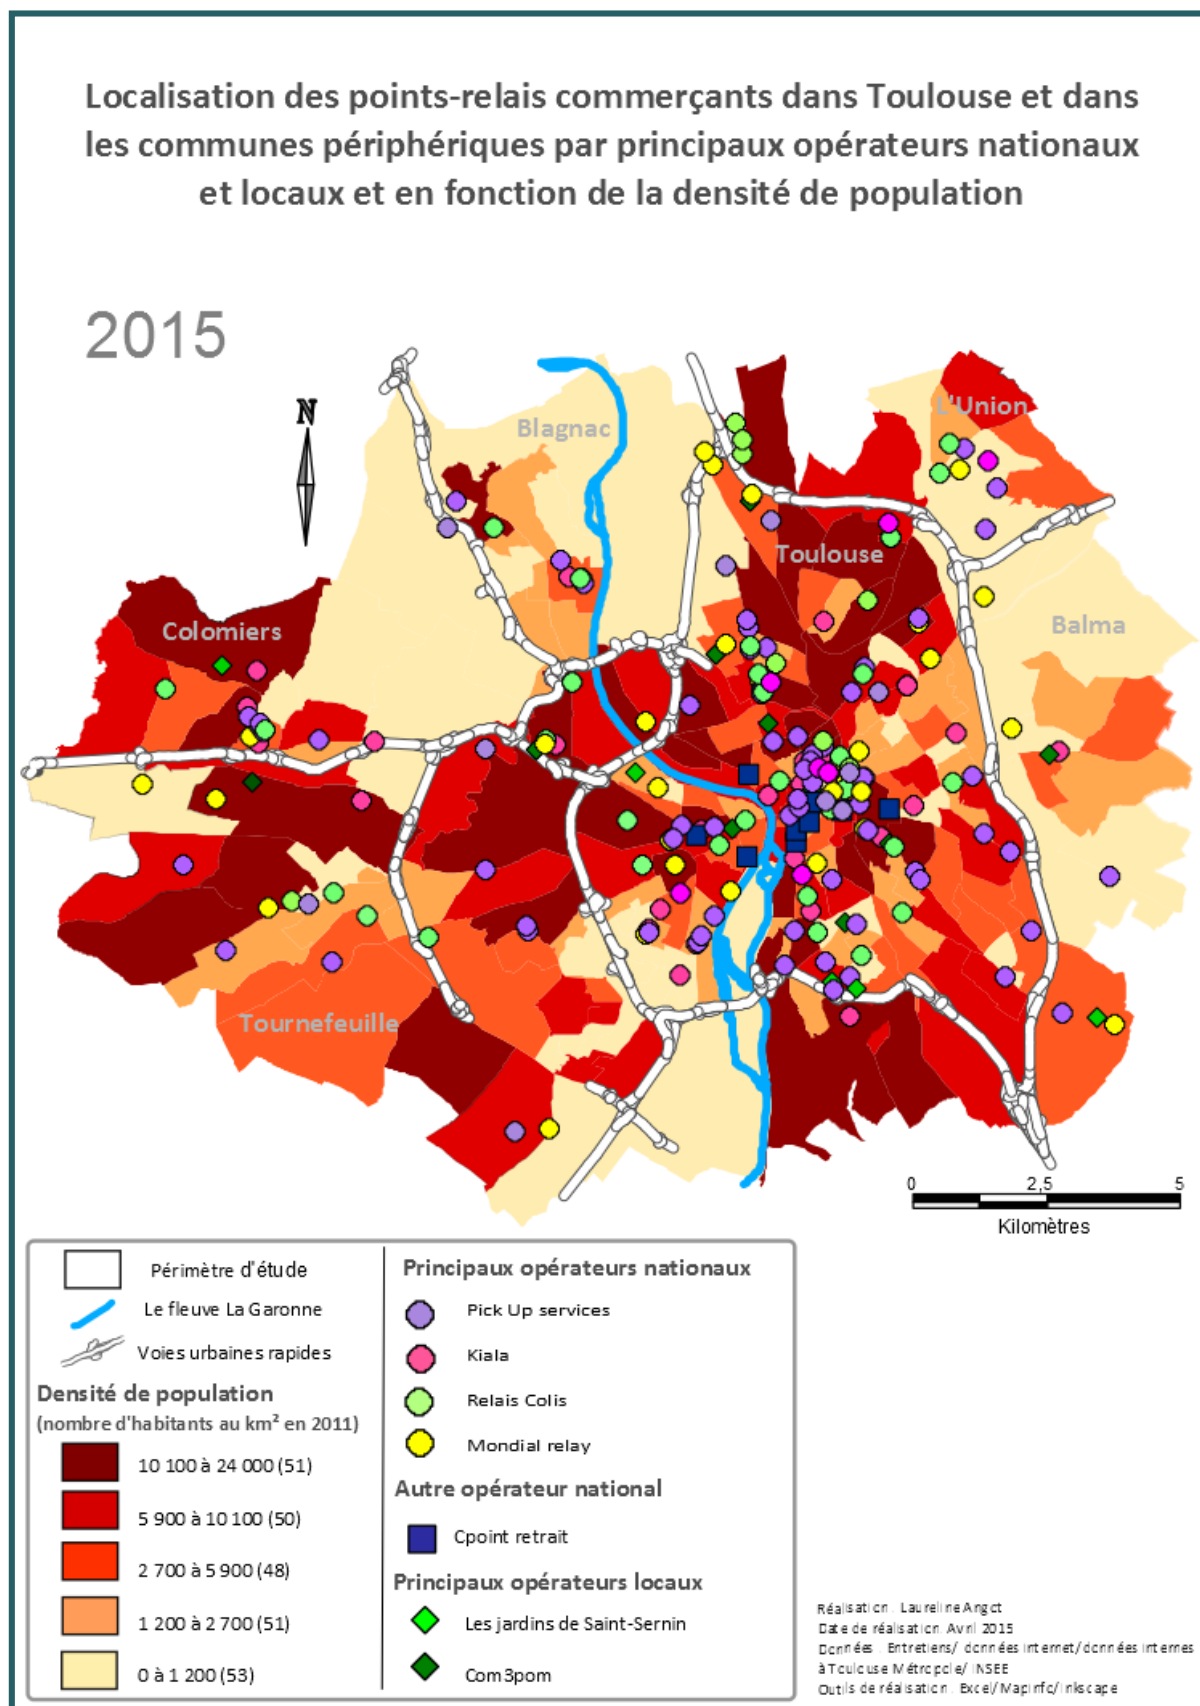 Localisation des points-relais commerçants dans Toulouse et dans
les communes périphériques par principaux opérateurs nationaux
et locaux et en fonction de la densité de population
2015
N
Blagnac
L'Union
Toulouse
Colomiers
Balma
Tournefeuille
0 2,5 5
Kilomètres
Périmètre d'étude
Le fleuve La Garonne
Voies urbaines rapides
Densité de population
(nombre d'habitants au km² en 2011)
10 100 à 24 000 (51)
5 900 à 10 100 (50)
2 700 à 5 900 (48)
1 200 à 2 700 (51)
0 à 1 200 (53)
Principaux opérateurs nationaux
Pick Up services
Kiala
Relais Colis
Mondial relay
Autre opérateur national
Cpoint retrait
Principaux opérateurs locaux
Les jardins de Saint-Sernin
Com3pom
Réalisation : Laureline Angot
Date de réalisation: Avril 2015
Données : Entretiens/ données internet/données internes
à Toulouse Métropole/ INSEE
Outils de réalisation : Excel/Mapinfo/Inkscape